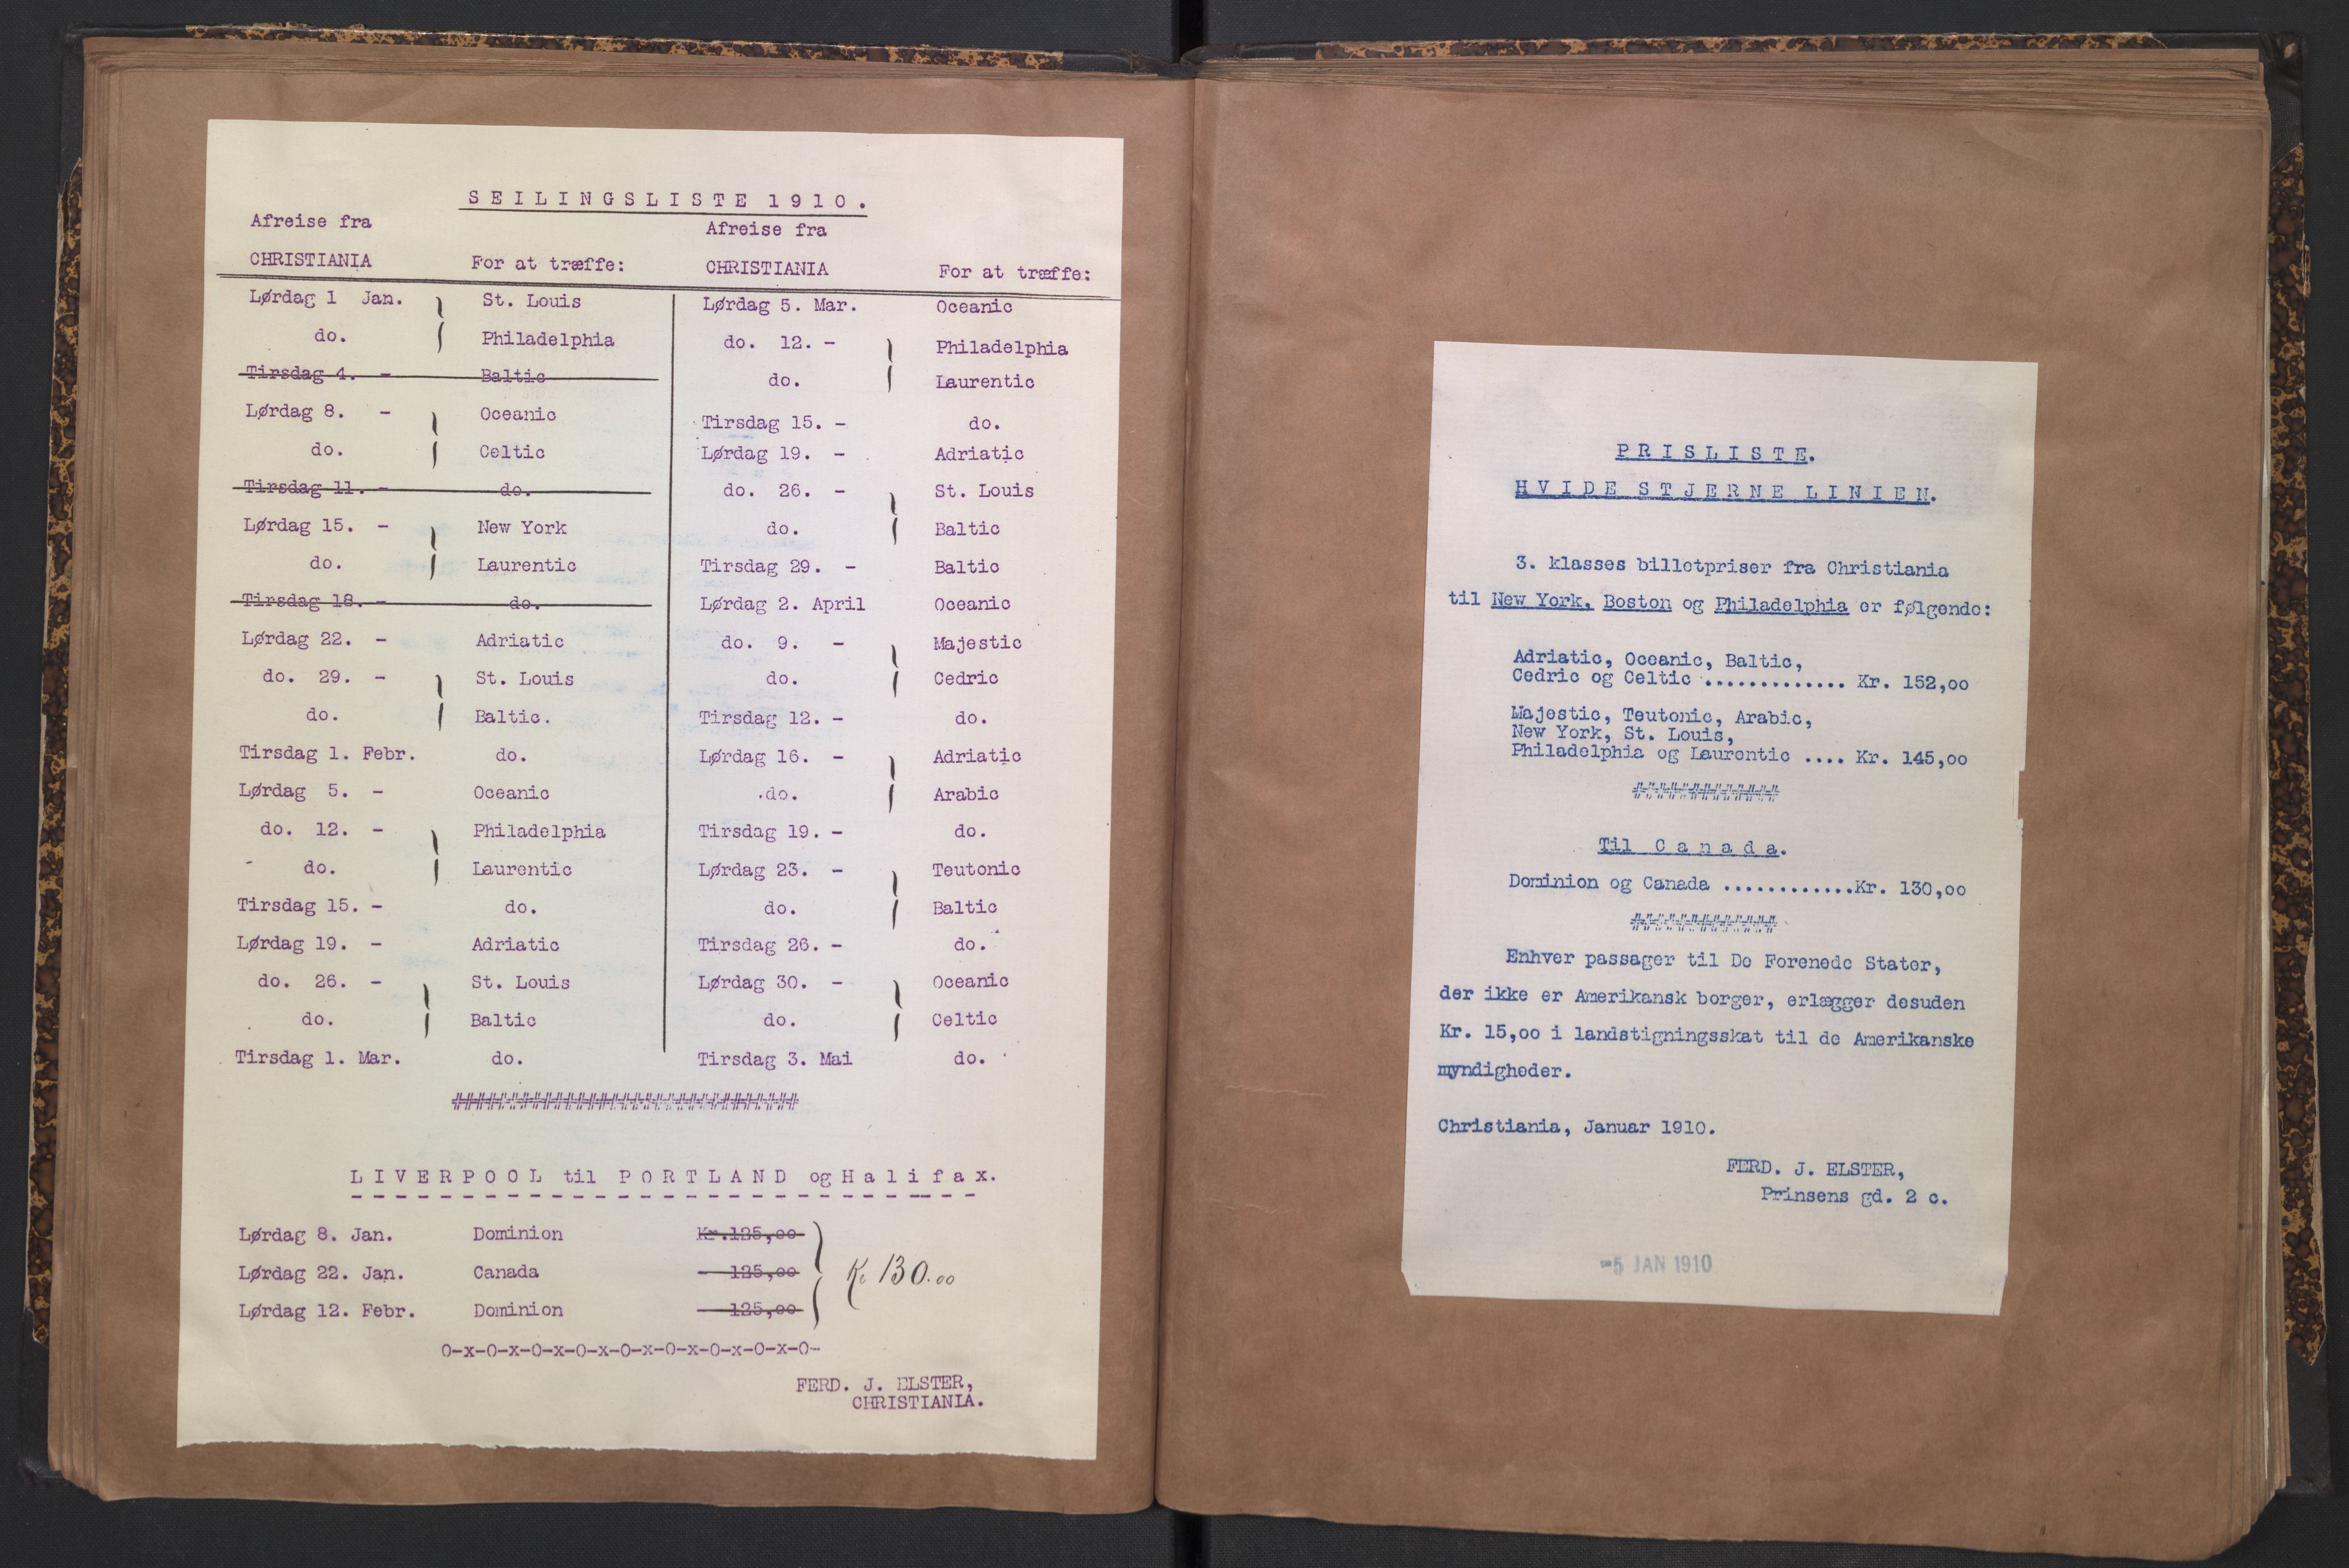 SEILINGSLISTE 1910.
Afreise fra Afreise fra
CHRISTIANIA For at træffe: CHRISTIANIA For at træffe:
Lørdag 1 Jan. St. Louis
do. Philadelphia
Tirsdag 4. - Baltic
Lørdag 8. - Oceanic
do. Celtic
Tirsdag 11. - do.
Lørdag 15. - New York
do. Laurentic
Tirsdag 18. - do.
Lørdag 22. - Adriatic
do. 29. - St. Louis
do. Baltic.
Tirsdag 1. Febr. do.
Lørdag 5. - Oceanic
do. 12. - Philadelphia
do. Laurentic
Tirsdag 15. - do.
Lørdag 19. - Adriatic
do. 26. - St. Louis
do. Baltic
Tirsdag 1. Mar. do.
Lørdag 5. Mar. Oceanic
do. 12. - Philadelphia
do. Laurentic
Tirsdag 15. - do.
Lørdag 19. - Adriatic
do. 26. - St. Louis
do. Baltic
Tirsdag 29. - Baltic
Lørdag 2. April Oceanic
do. 9. - Majestic
do. Cedric
Tirsdag 12. - do.
Lørdag 16. - Adriatic
do. Arabic
Tirsdag 19. - do.
Lørdag 23. - Teutonic
do. Baltic
Tirsdag 26. - do.
Lørdag 30. - Oceanic
do. Celtic
Tirsdag 3. Mai do.
LIVERPOOL til PORTLAND og Halifax.
Lørdag 8. Jan. Dominion Kr.125,00
Lørdag 22. Jan. Canada - 125,00 Kr 130.00
Lørdag 12. Febr. Dominion - 125,00
O-x-O-x-O-x-O-x-O-x-O-x-O-x-O-x-O-
FERD. J. ELSTER,
CHRISTIANIA.
PRISLISTE.
HVIDE STJERNE LINIEN.
3. klasses billetpriser fra Christiania
til New York, Boston og Philadelphia er følgende:
Adriatic, Oceanic, Baltic,
Cedric og Celtic ............. Kr. 152,00
Majestic, Teutonic, Arabic,
New York, St. Louis,
Philadelphia og Laurentic .... Kr. 145,00
Til Canada.
Dominion og Canada ............Kr. 130,00
Enhver passager til De Forenede Stater,
der ikke er Amerikansk borger, erlægger desuden
Kr. 15,00 i landstigningsskat til de Amerikanske
myndigheder.
Christiania, Januar 1910.
FERD. J. ELSTER,
Prinsens gd. 2 c.
-5 JAN 1910